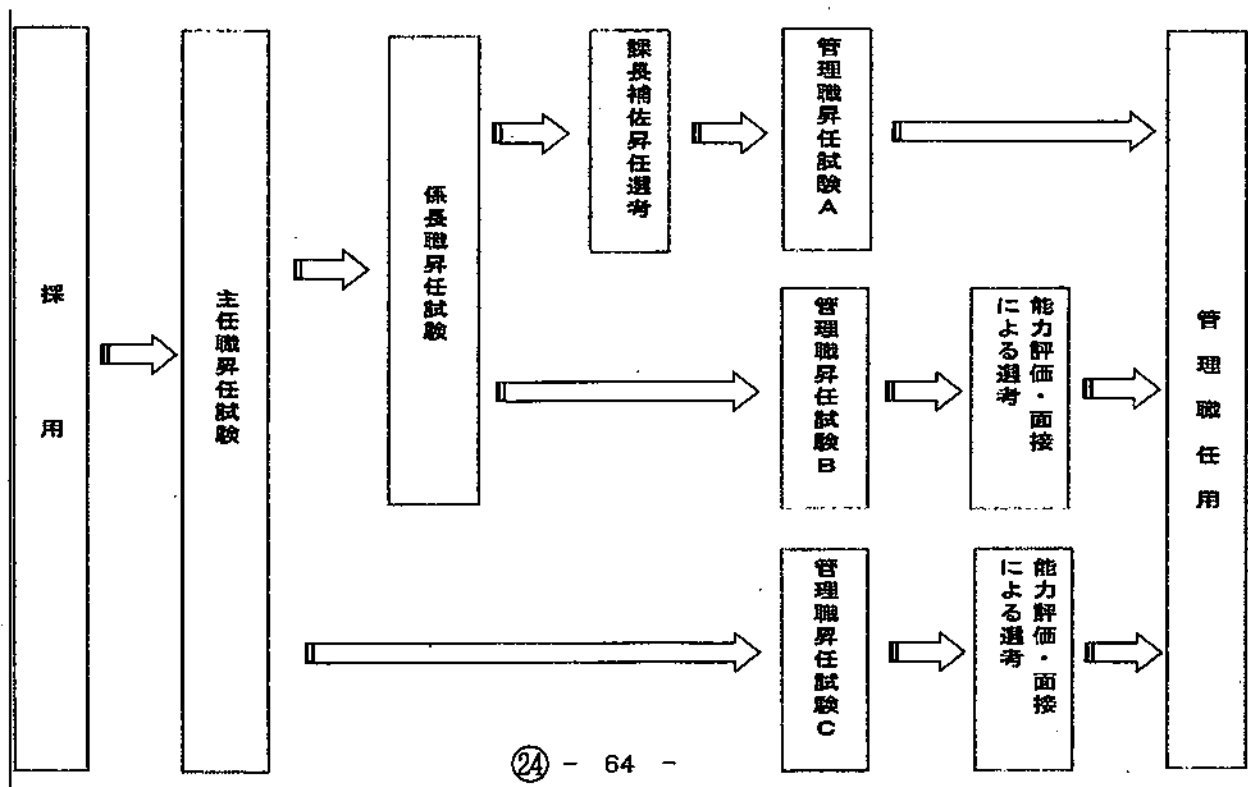 採用
主任職昇任試験
係長職昇任試験
課長補佐昇任選考
管理職昇任試験A
管理職昇任試験B
能力評価・面接
による選考
管理職昇任試験C
能力評価・面接
による選考
管理職任用
㉔ - 64 -